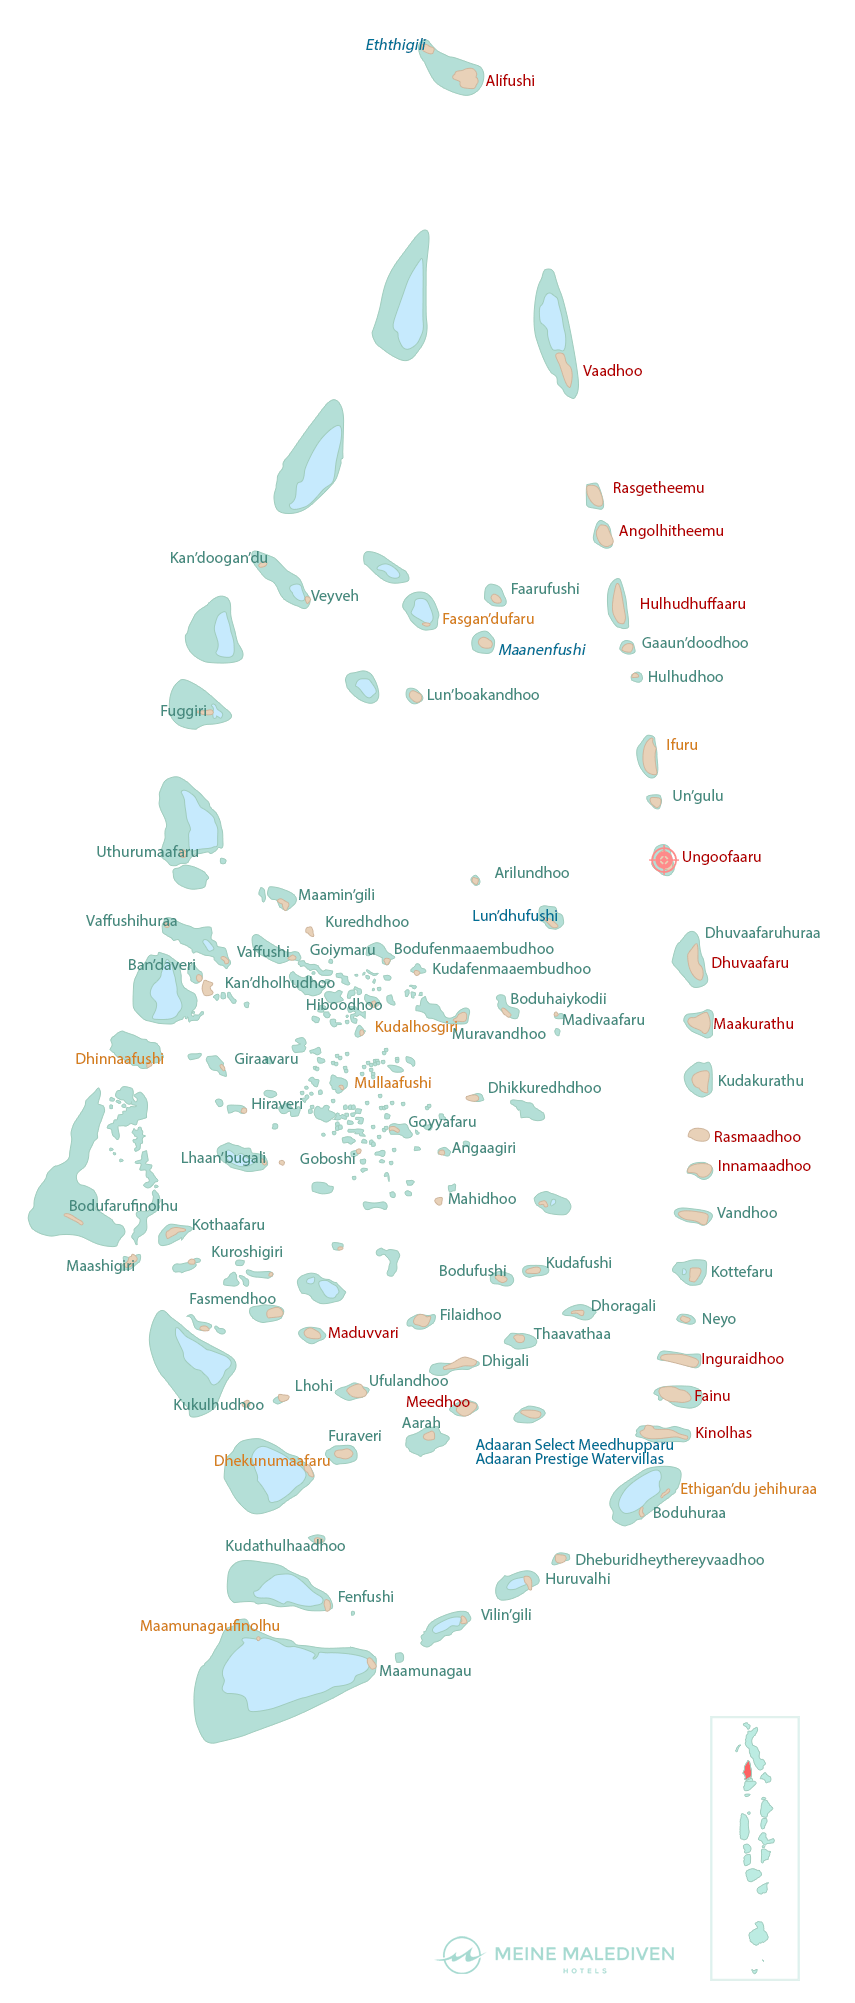 Eththigili
Alifushi
Vaadhoo
Rasgetheemu
Angolhitheemu
Kan’doogan’du
Veyveh
Faarufushi
Hulhudhuffaaru
Fasgan’dufaru
Maanenfushi
Gaaun’doodhoo
Hulhudhoo
Lun’boakandhoo
Fuggiri
Ifuru
Un’gulu
Uthurumaafaru
Ungoofaaru
Arilundhoo
Maamin’gili
Lun’dhufushi
Vaffushihuraa
Kuredhdhoo
Dhuvaafaruhuraa
Vaffushi
Goiymaru
Bodufenmaaembudhoo
Ban’daveri
Kudafenmaaembudhoo
Dhuvaafaru
Kan’dholhudhoo
Hiboodhoo
Boduhaiykodii
Madivaafaru
Kudalhosgiri
Muravandhoo
Maakurathu
Dhinnaafushi
Giraavaru
Mullaafushi
Dhikkuredhdhoo
Kudakurathu
Hiraveri
Goyyafaru
Rasmaadhoo
Lhaan’bugali
Goboshi
Angaagiri
Innamaadhoo
Bodufarufinolhu
Mahidhoo
Vandhoo
Kothaafaru
Maashigiri
Kuroshigiri
Bodufushi
Kudafushi
Kottefaru
Fasmendhoo
Filaidhoo
Dhoragali
Neyo
Maduvvari
Thaavathaa
Dhigali
Inguraidhoo
Lhohi
Ufulandhoo
Kukulhudhoo
Meedhoo
Fainu
Aarah
Furaveri
Kinolhas
Adaaran Select Meedhupparu
Adaaran Prestige Watervillas
Dhekunumaafaru
Ethigan’du jehihuraa
Boduhuraa
Kudathulhaadhoo
Dheburidheythereyvaadhoo
Huruvalhi
Fenfushi
Vilin’gili
Maamunagaufinolhu
Maamunagau
MEINE MALEDIVEN
HOTELS